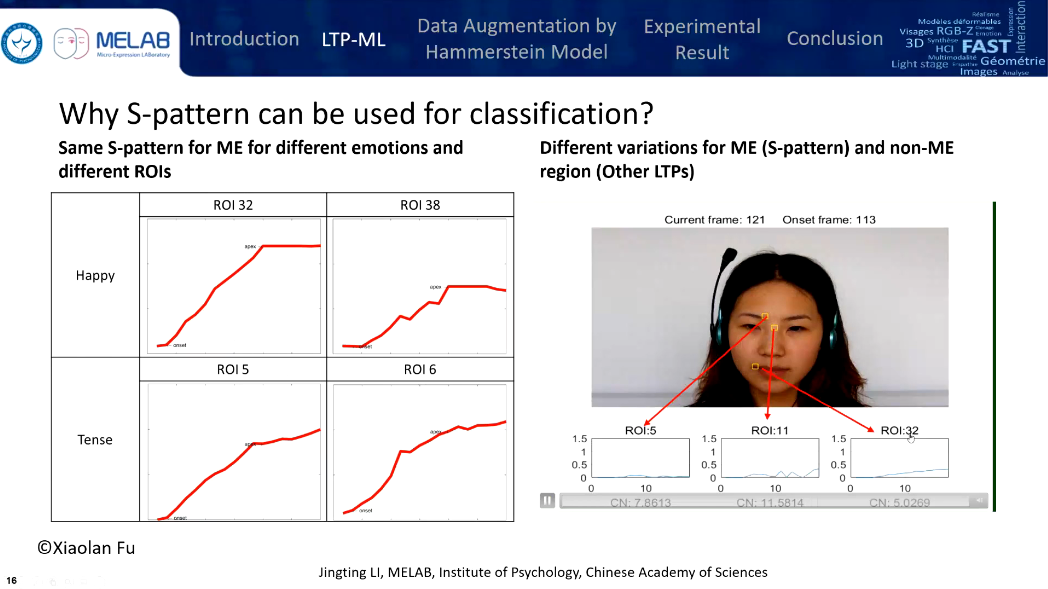 MELAB
Micro-Expression LABoratory
Introduction
LTP-ML
Data Augmentation by
Hammerstein Model
Experimental
Result
Conclusion
Réalisme
Modèles déformables
Visages RGB-Z
Emotion
3D Synthèse
HCI FAST
Multimodalité
Géométrie
Light stage
Empathie
Images Analyse
Expression
Interaction
Why S-pattern can be used for classification?
Same S-pattern for ME for different emotions and
different ROIs
Different variations for ME (S-pattern) and non-ME
region (Other LTPs)
ROI 32
ROI 38
Happy
apex
onset
apex
onset
ROI 5
ROI 6
Tense
apex
onset
apex
onset
Current frame: 121 Onset frame: 113
ROI:5
ROI:11
ROI:32
1.5
1
0.5
0
0 10
1.5
1
0.5
0
0 10
1.5
1
0.5
0
0 10
CN: 7.8613
CN: 11.5814
CN: 5.0269
©Xiaolan Fu
16
Jingting LI, MELAB, Institute of Psychology, Chinese Academy of Sciences